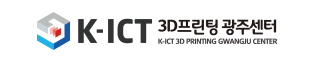 K-ICT 3D프린팅 광주센터
K-ICT 3D PRINTING GWANGJU CENTER